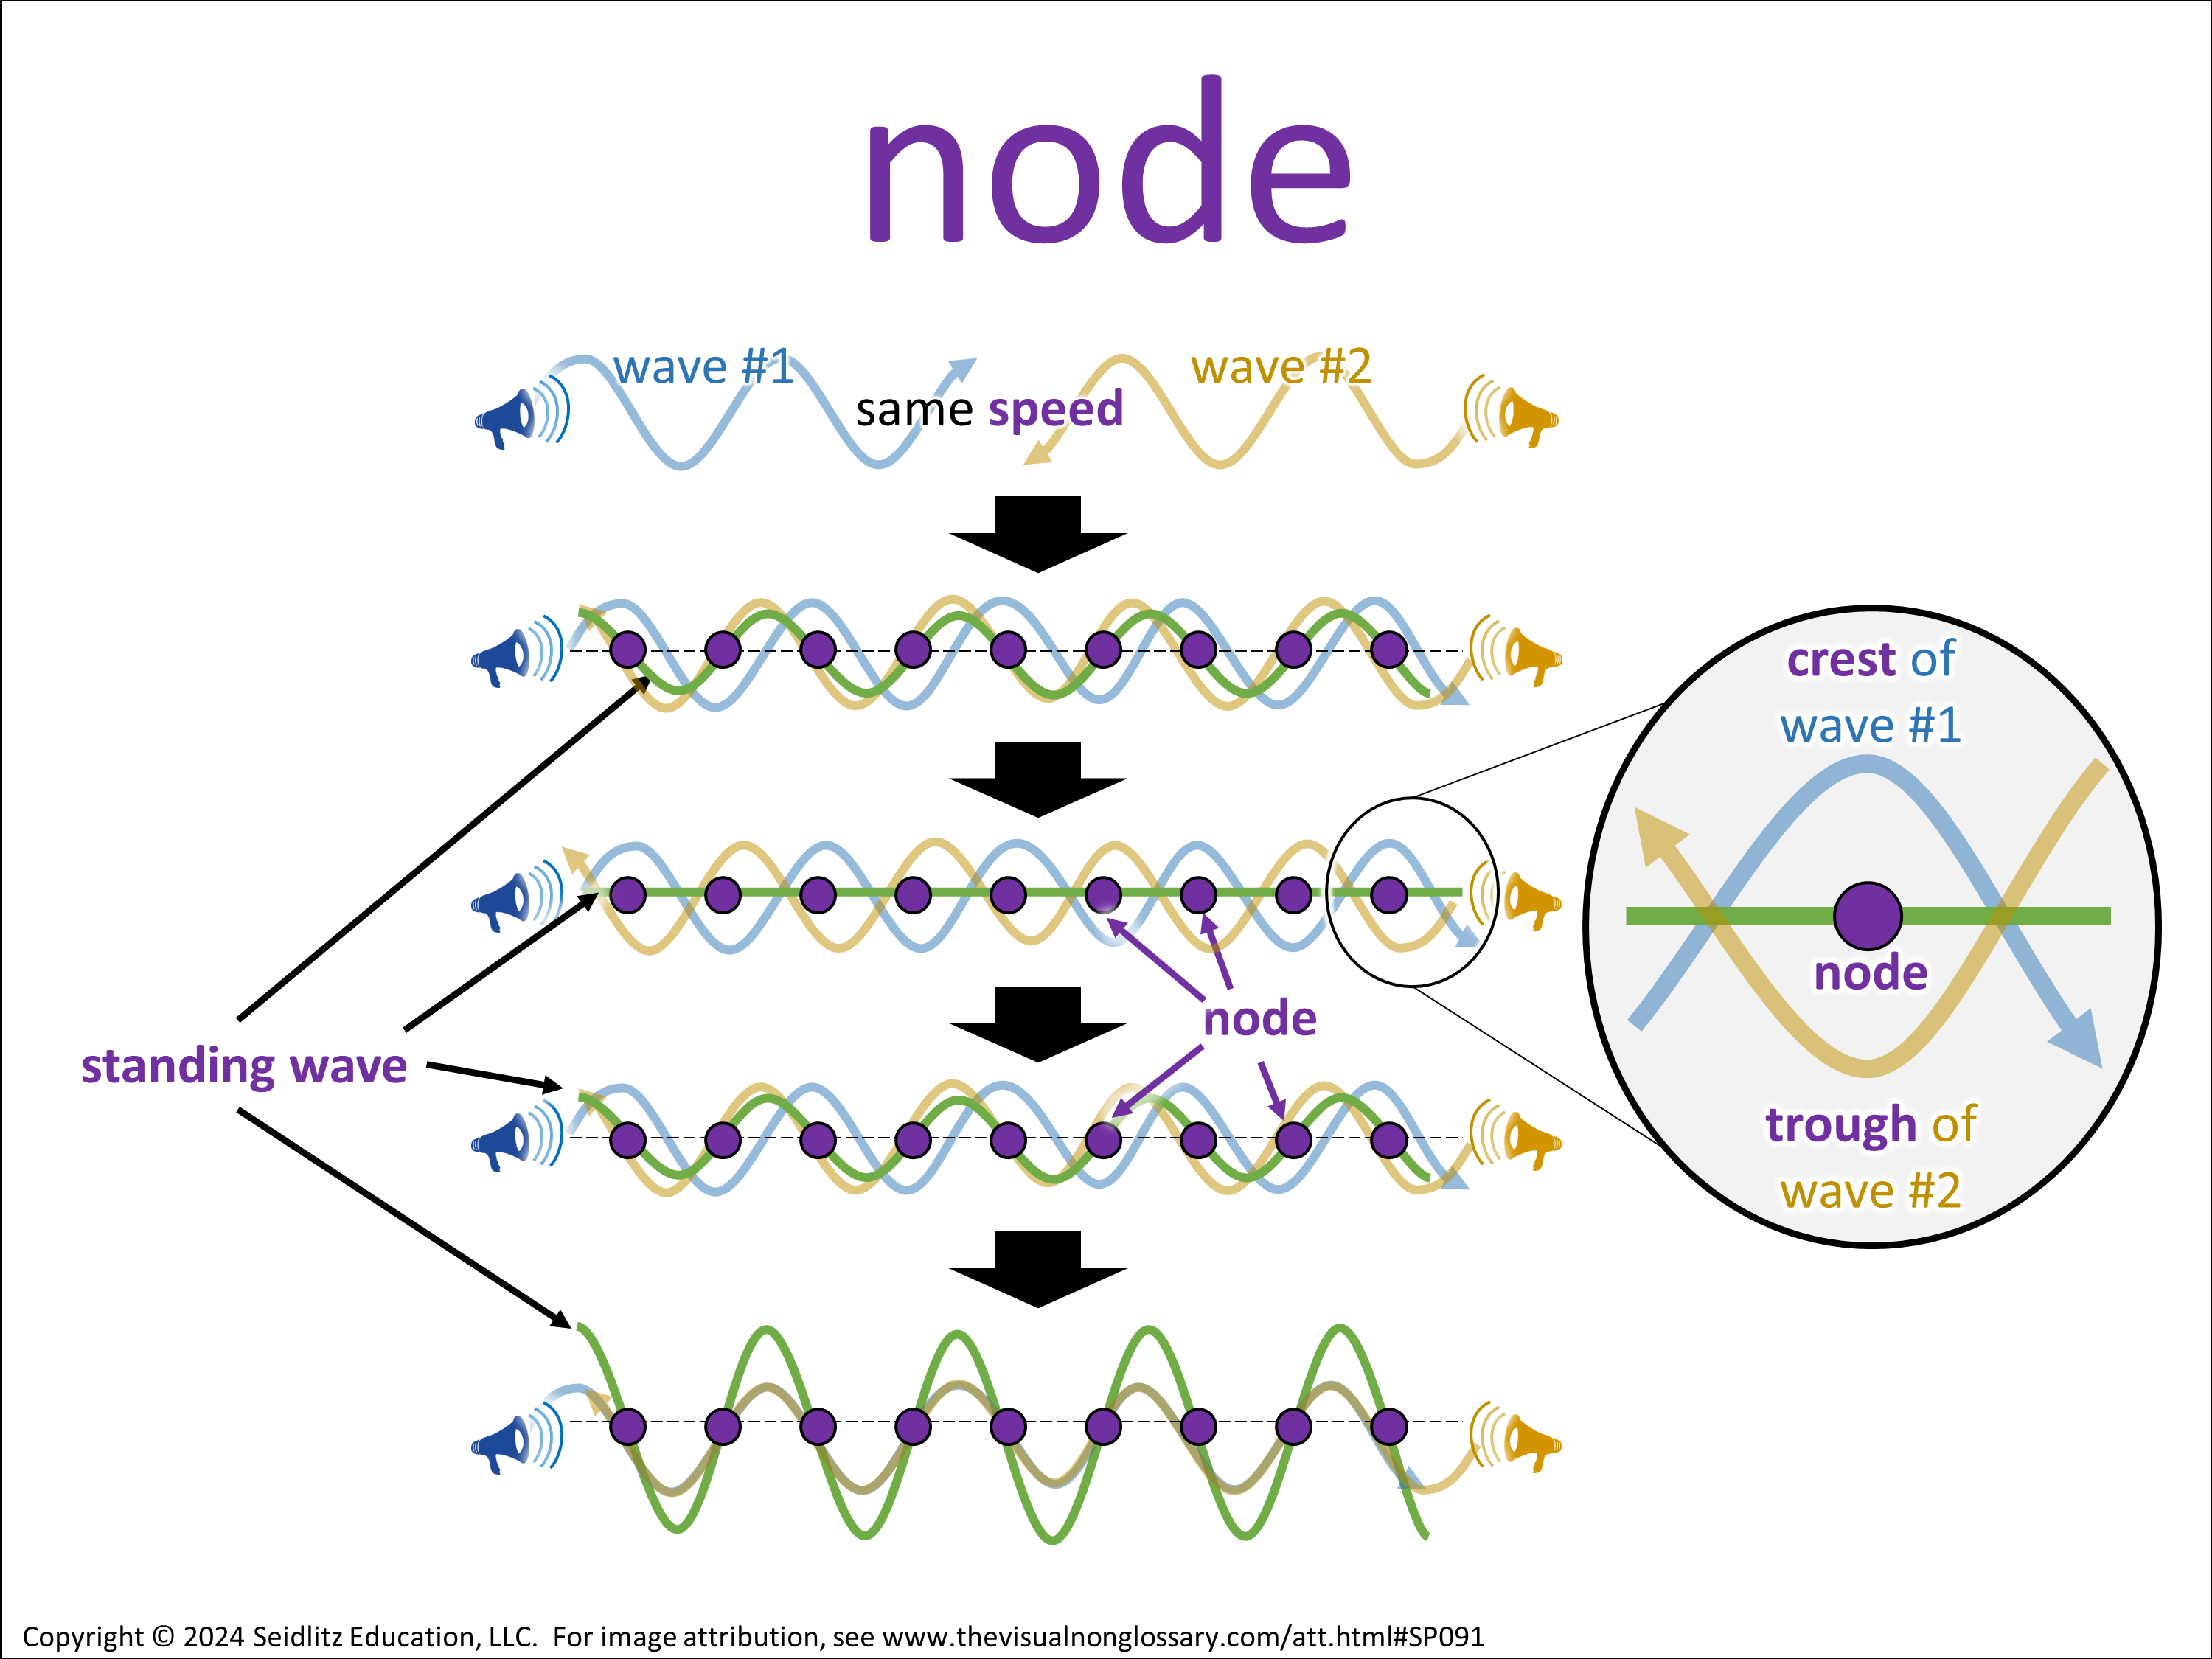 node
wave #1
wave #2
same speed
crest of
wave #1
node
trough of
wave #2
node
standing wave
Copyright © 2024 Seidlitz Education, LLC.  For image attribution, see www.thevisualnonglossary.com/att.html#SP091